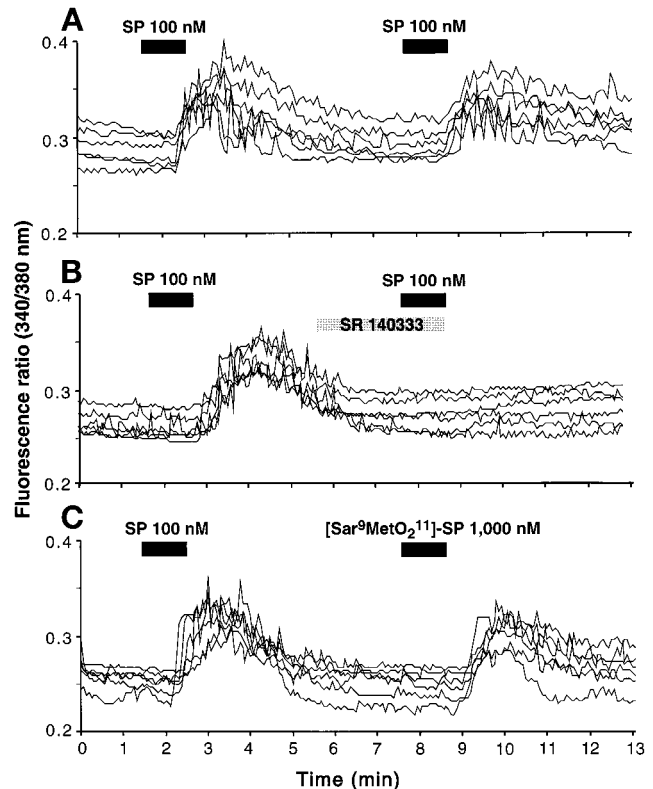 A
SP 100 nM SP 100 nM
0.4
0.3
0.2
B
SP 100 nM SP 100 nM
SR 140333
0.4
0.3
0.2
C
SP 100 nM [Sar⁹MetO₂¹¹]-SP 1,000 nM
0.4
0.3
0.2
0 1 2 3 4 5 6 7 8 9 10 11 12 13
Time (min)
Fluorescence ratio (340/380 nm)